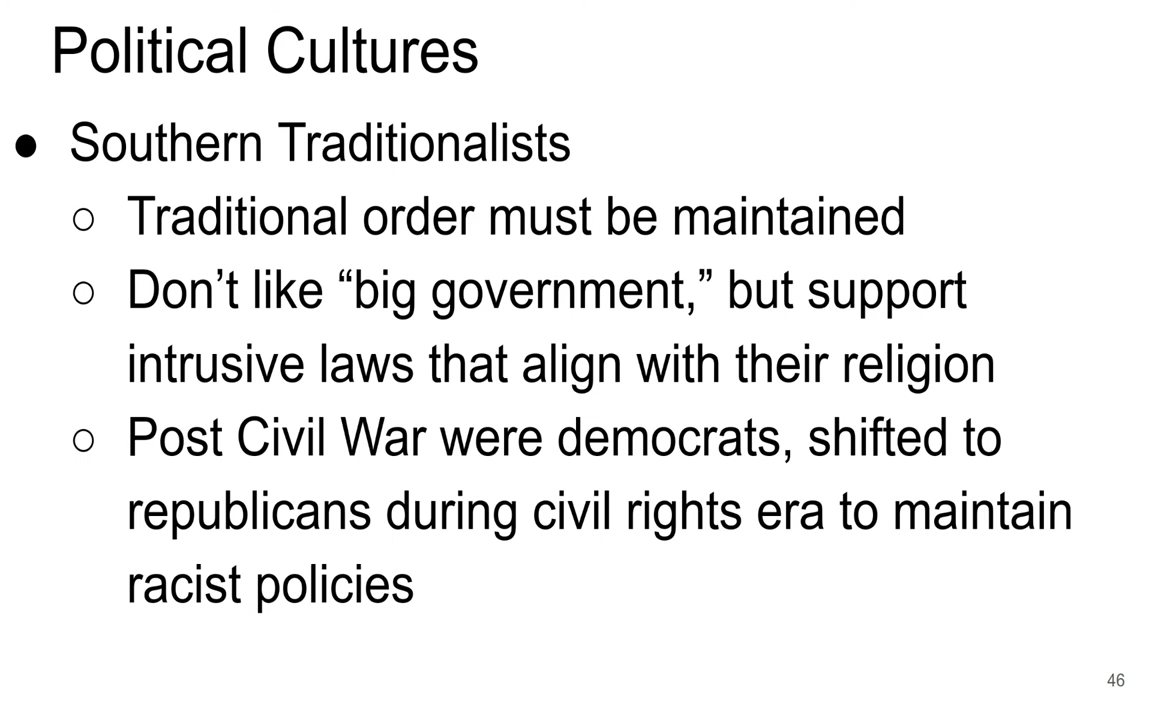 Political Cultures
● Southern Traditionalists
○ Traditional order must be maintained
○ Don’t like “big government,” but support
intrusive laws that align with their religion
○ Post Civil War were democrats, shifted to
republicans during civil rights era to maintain
racist policies
46